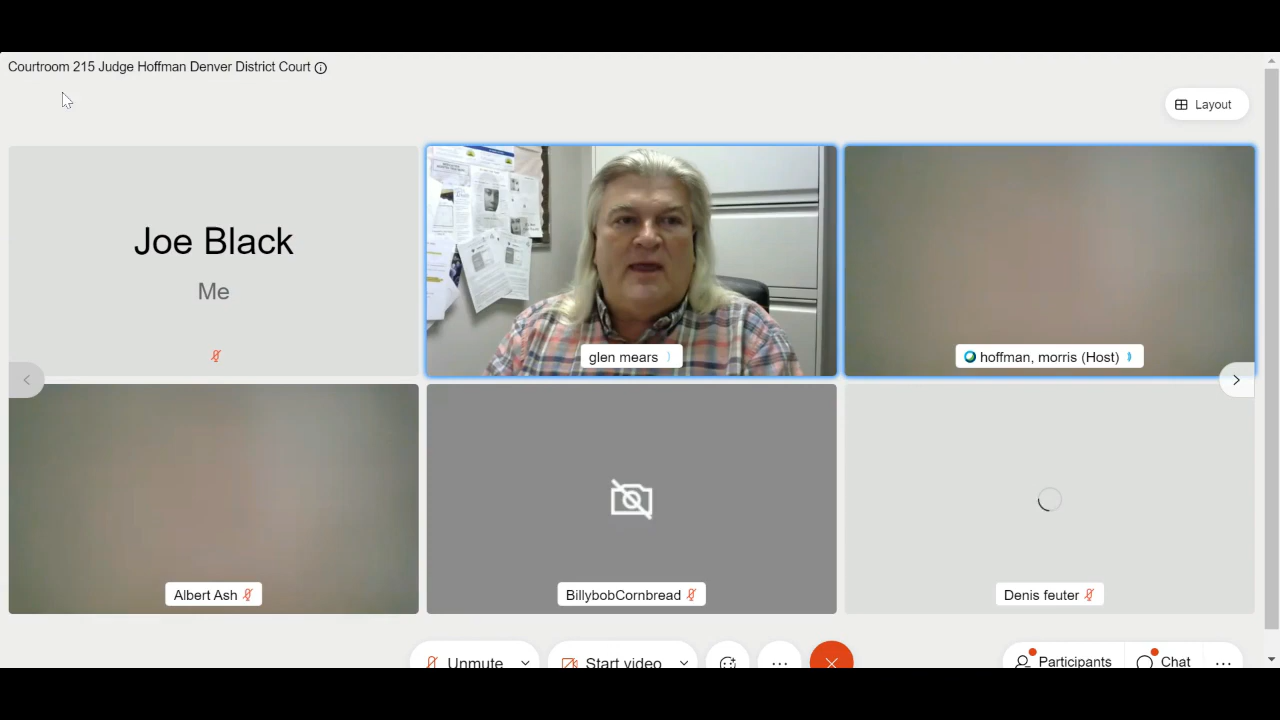 Courtroom 215 Judge Hoffman Denver District Court
Layout
Joe Black
Me
glen mears
hoffman, morris (Host)
Albert Ash
BillybobCornbread
Denis feuter
Unmute
Start video
Participants
Chat